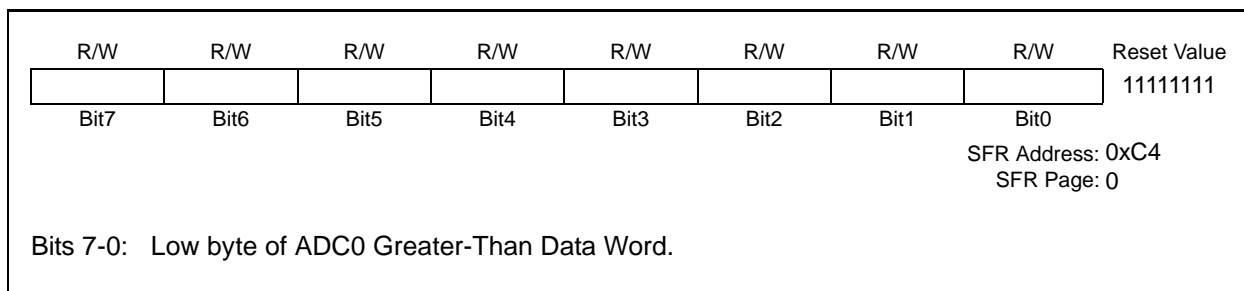 R/W R/W R/W R/W R/W R/W R/W R/W Reset Value
11111111
Bit7 Bit6 Bit5 Bit4 Bit3 Bit2 Bit1 Bit0
SFR Address: 0xC4
SFR Page: 0
Bits 7-0: Low byte of ADC0 Greater-Than Data Word.